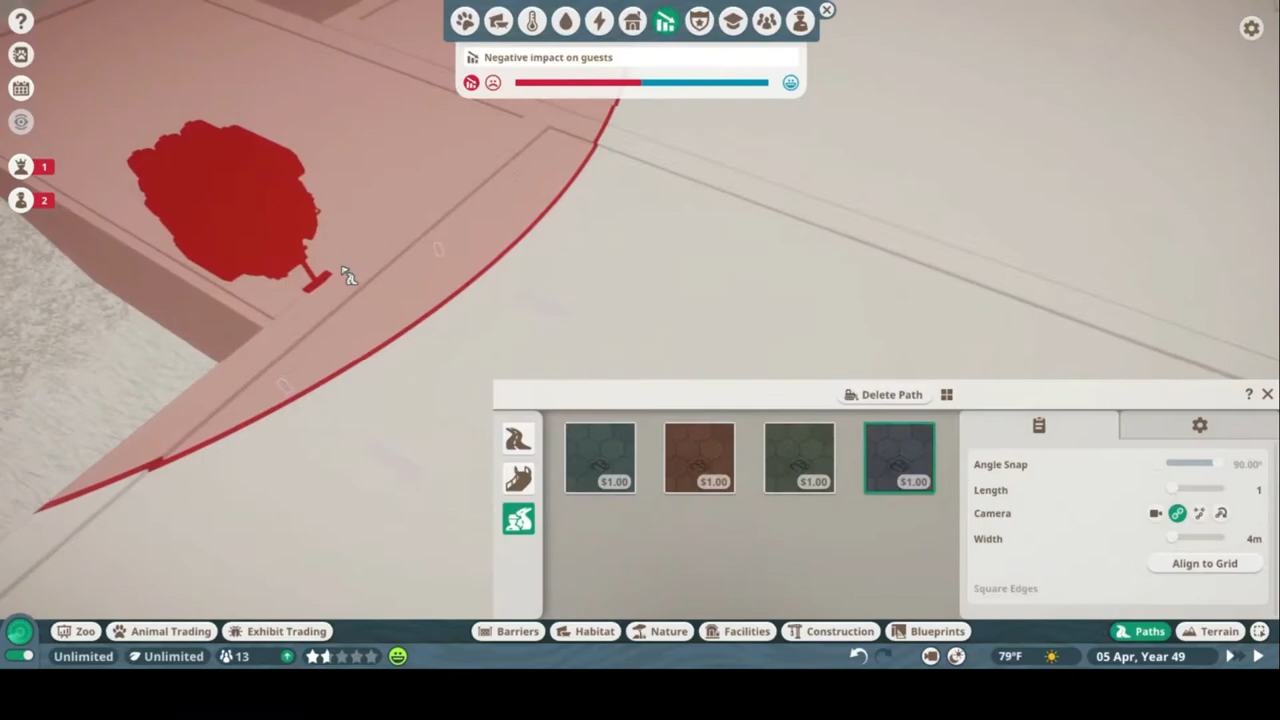 ?
Negative impact on guests
1
2
Delete Path
?
$1.00 $1.00 $1.00 $1.00
Angle Snap 90.00°
Length 1
Camera
Width 4m
Align to Grid
Square Edges
Zoo Animal Trading Exhibit Trading Barriers Habitat Nature Facilities Construction Blueprints Paths Terrain
Unlimited Unlimited 13 79°F 05 Apr, Year 49